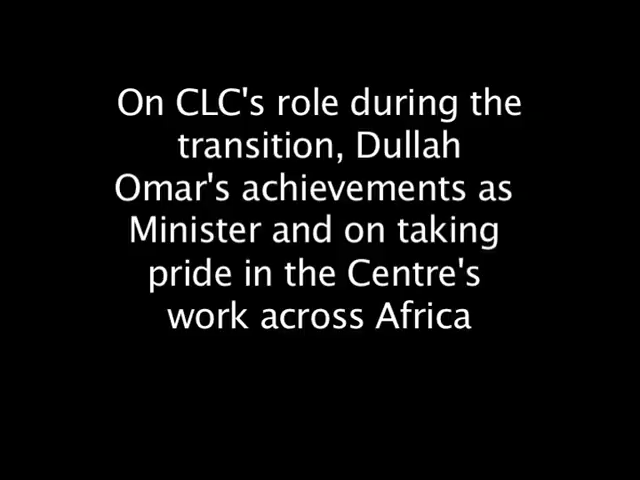 On CLC's role during the
transition, Dullah
Omar's achievements as
Minister and on taking
pride in the Centre's
work across Africa